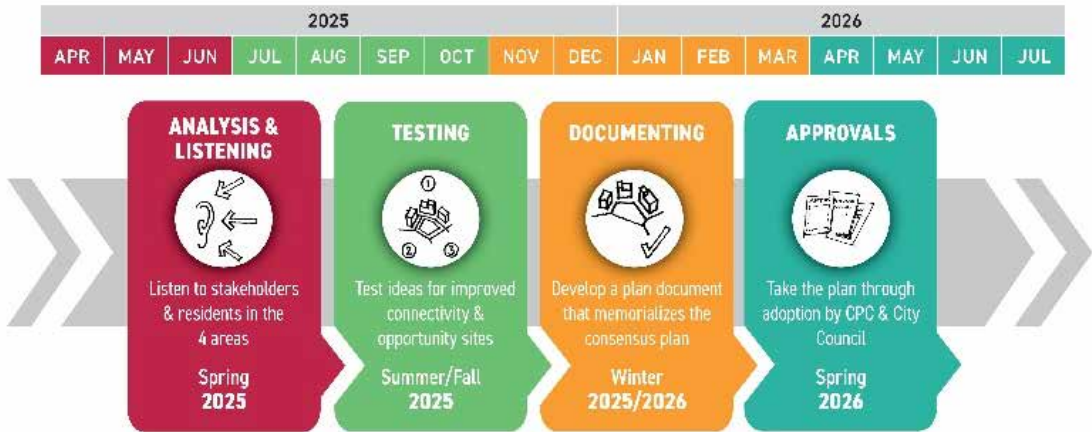 2025 2026
APR MAY JUN JUL AUG SEP OCT NOV DEC JAN FEB MAR APR MAY JUN JUL
ANALYSIS &
LISTENING
Listen to stakeholders
& residents in the
4 areas
Spring
2025
TESTING
1
2 3
Test ideas for improved
connectivity &
opportunity sites
Summer/Fall
2025
DOCUMENTING
Develop a plan document
that memorializes the
consensus plan
Winter
2025/2026
APPROVALS
Take the plan through
adoption by CPC & City
Council
Spring
2026